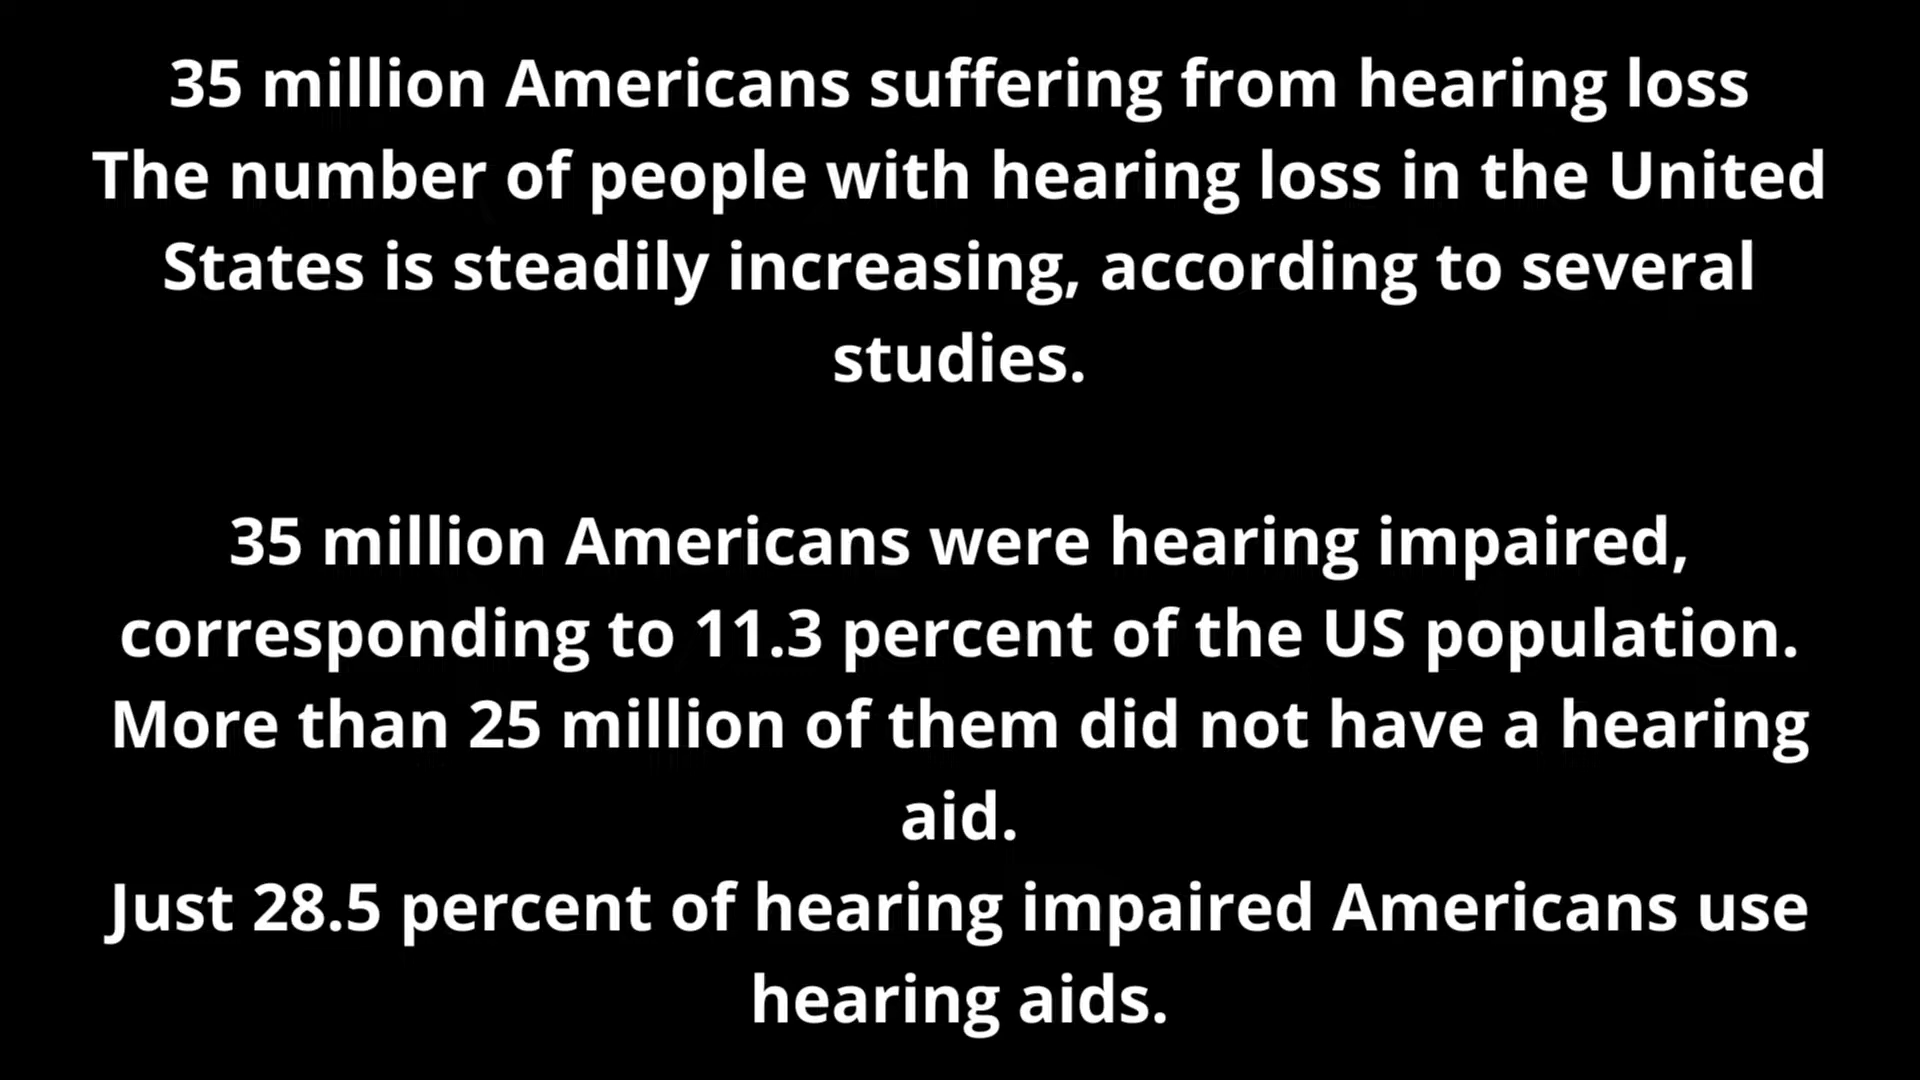 35 million Americans suffering from hearing loss
The number of people with hearing loss in the United
States is steadily increasing, according to several
studies.
35 million Americans were hearing impaired,
corresponding to 11.3 percent of the US population.
More than 25 million of them did not have a hearing
aid.
Just 28.5 percent of hearing impaired Americans use
hearing aids.